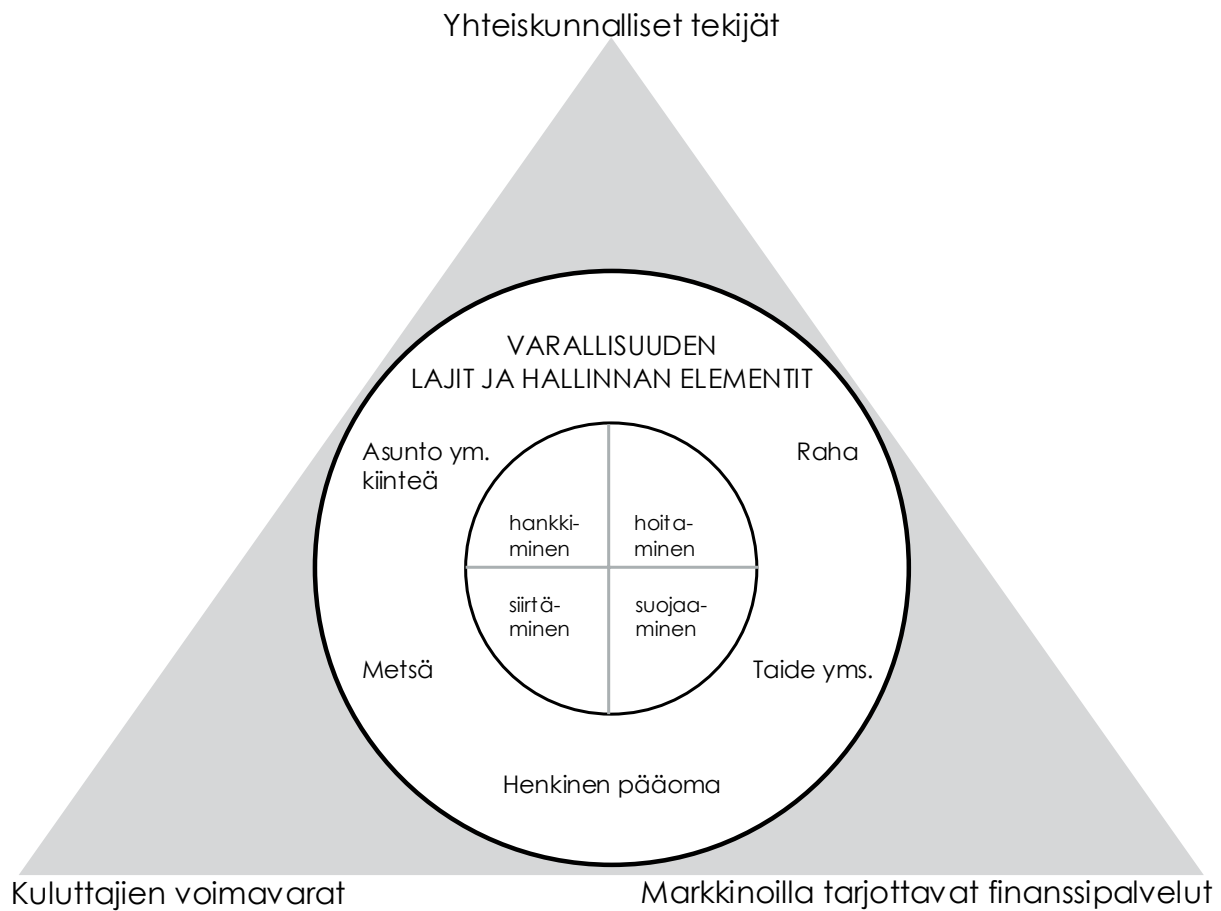 Yhteiskunnalliset tekijät
VARALLISUUDEN
LAJIT JA HALLINNAN ELEMENTIT
Asunto ym.
kiinteä
Raha
hankki-
minen
hoita-
minen
siirtä-
minen
suojaa-
minen
Metsä
Taide yms.
Henkinen pääoma
Kuluttajien voimavarat
Markkinoilla tarjottavat finanssipalvelut